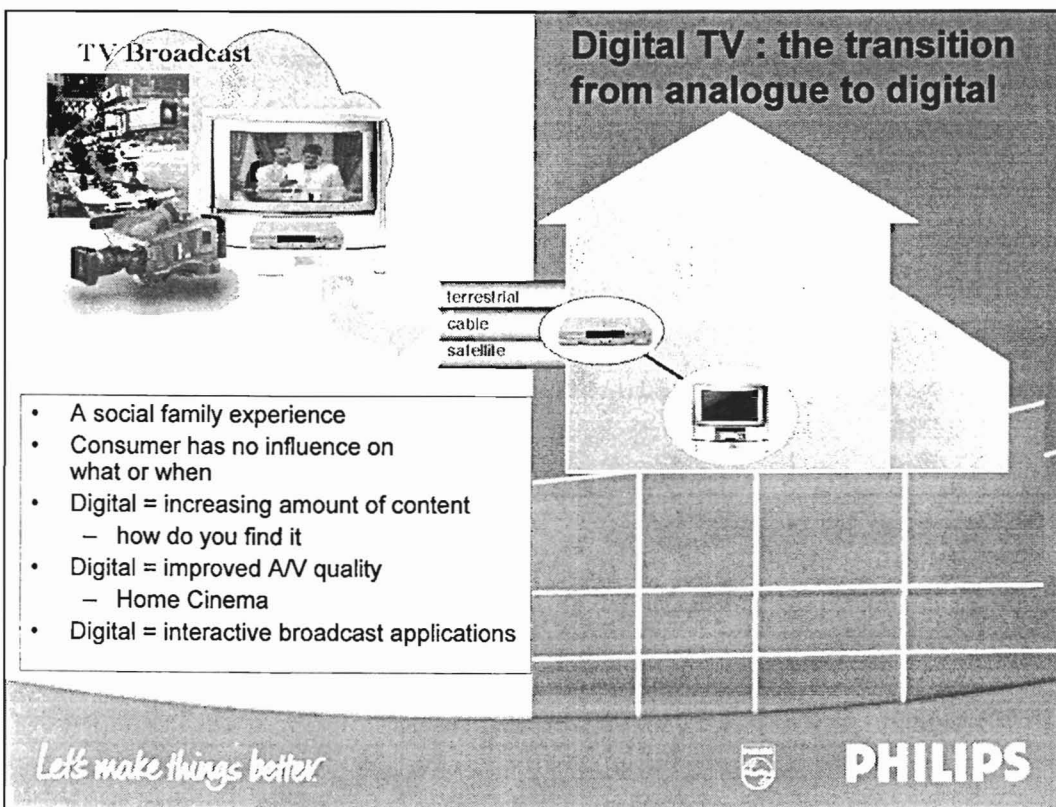 TV Broadcast
Digital TV : the transition
from analogue to digital
terrestrial
cable
satellite
• A social family experience
• Consumer has no influence on
what or when
• Digital = increasing amount of content
– how do you find it
• Digital = improved A/V quality
– Home Cinema
• Digital = interactive broadcast applications
Let's make things better.
PHILIPS